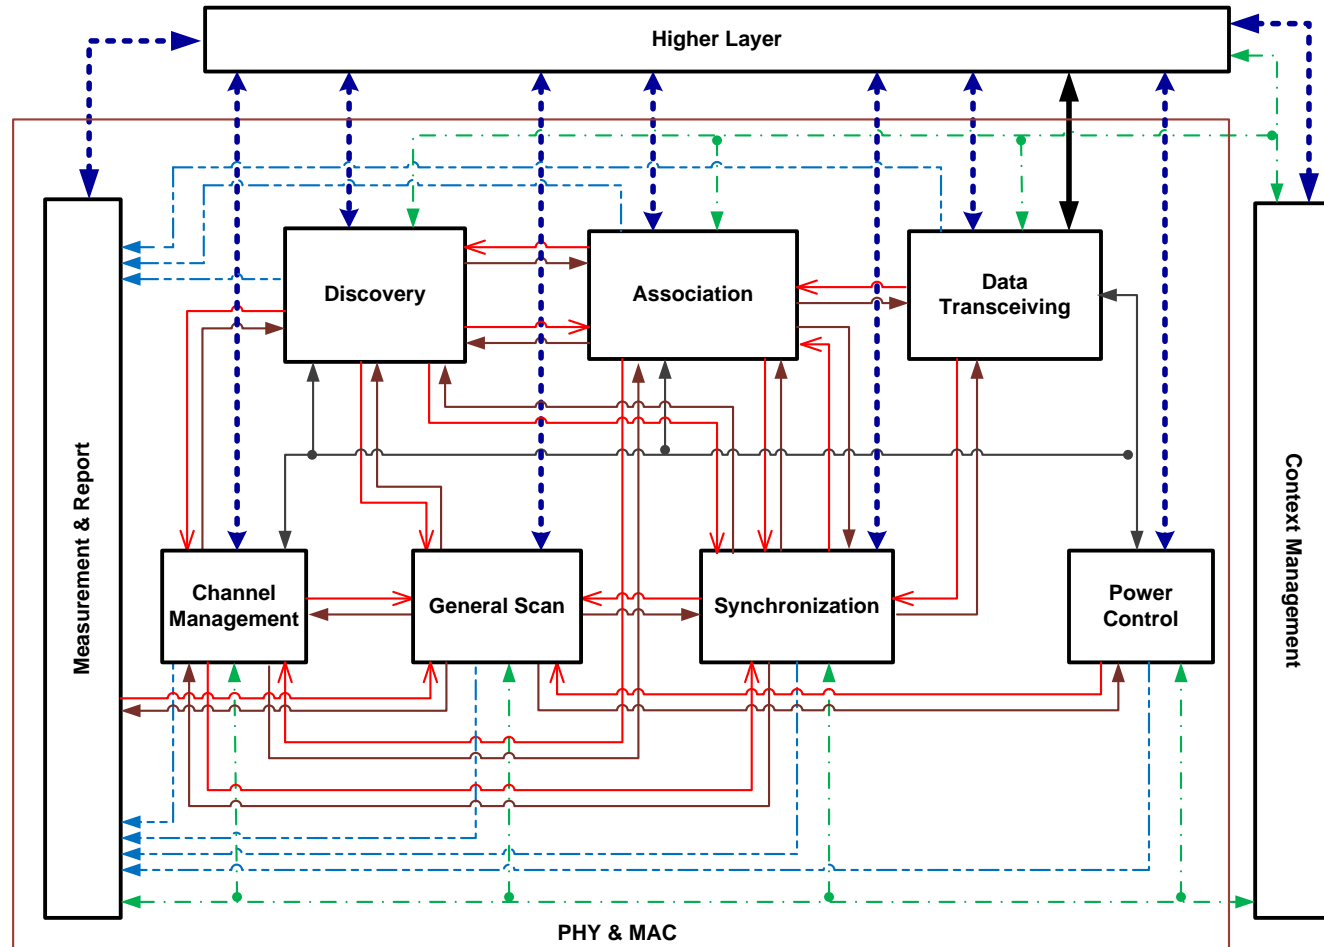 Higher Layer
Discovery
Association
Data
Transceiving
Measurement & Report
Context Management
Channel
Management
General Scan
Synchronization
Power
Control
PHY & MAC